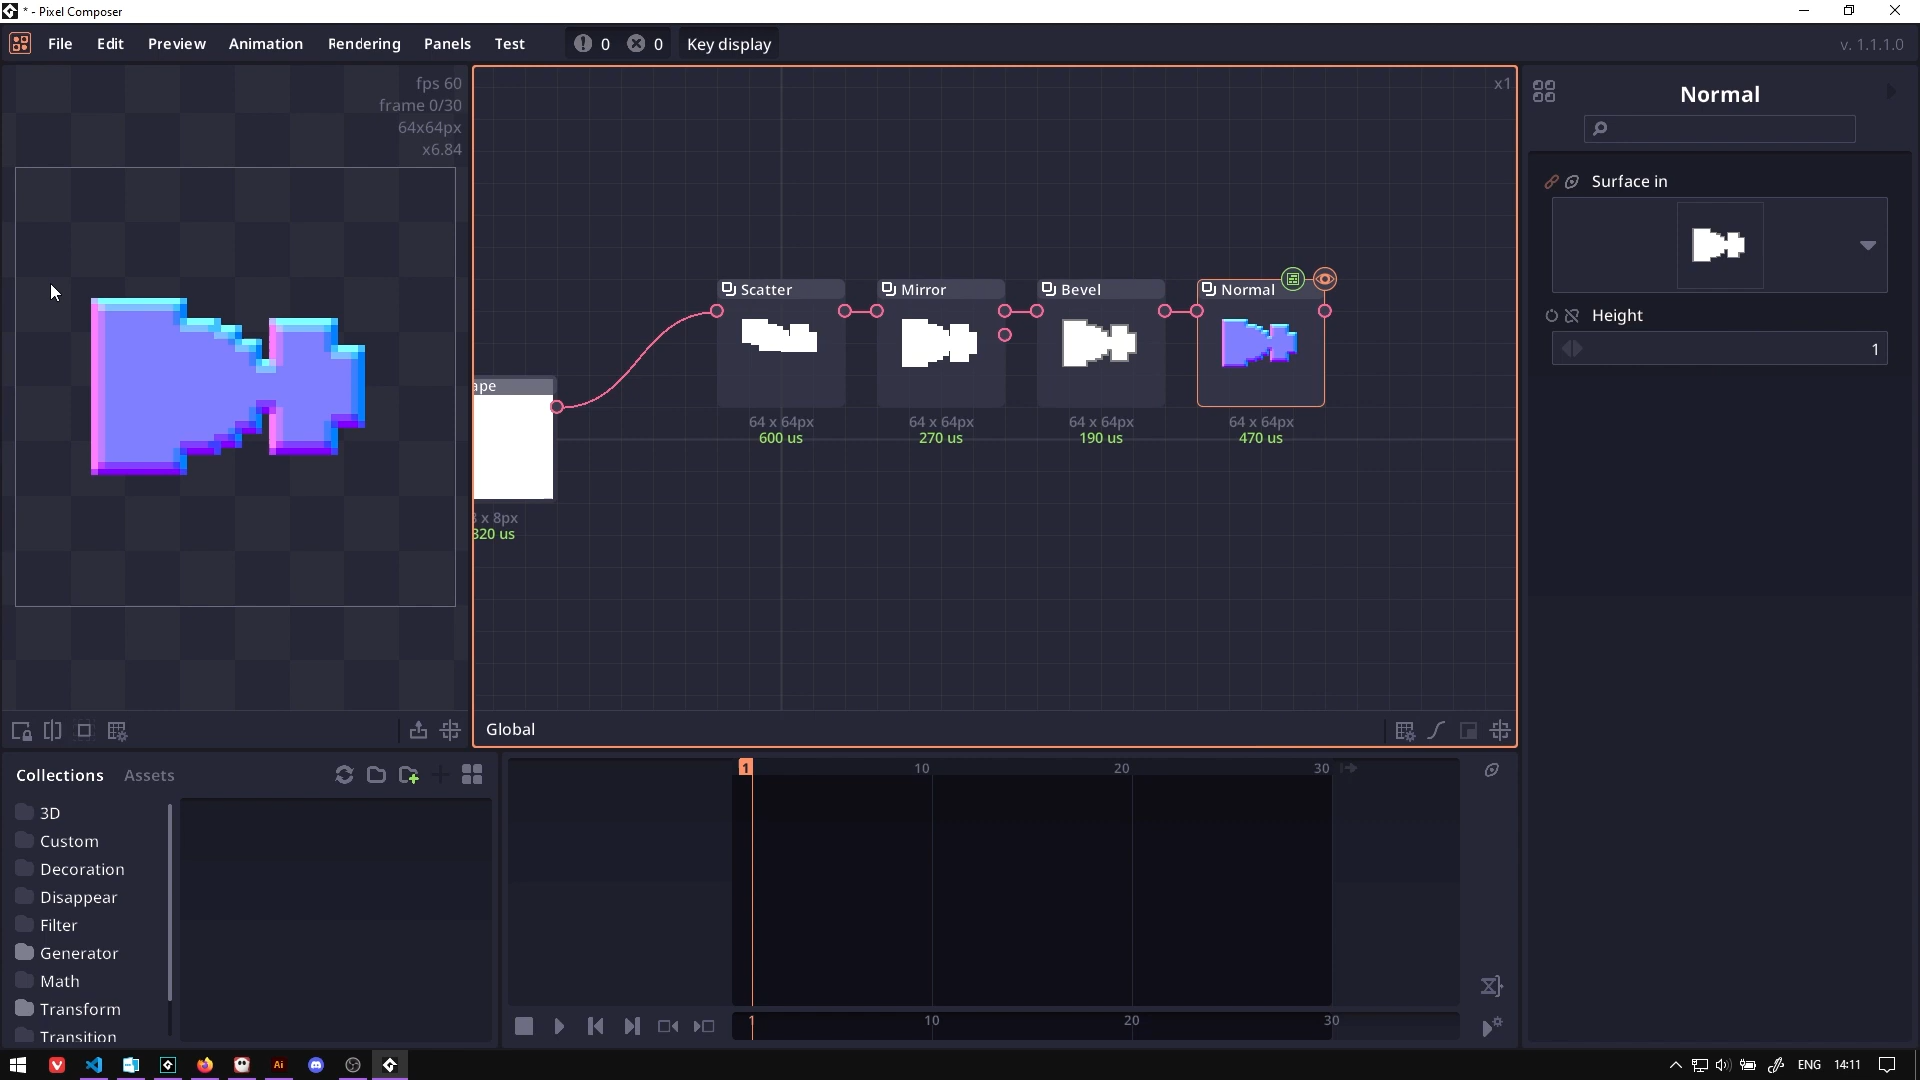 * - Pixel Composer
File Edit Preview Animation Rendering Panels Test 0 0 Key display v. 1.1.1.0
fps 60
frame 0/30
64x64px
x6.84
x1
Scatter
64 x 64px
600 us
Mirror
64 x 64px
270 us
Bevel
64 x 64px
190 us
Normal
64 x 64px
470 us
ape
x 8px
320 us
Global
Normal
Surface in
Height
1
Collections Assets
3D
Custom
Decoration
Disappear
Filter
Generator
Math
Transform
Transition
1 10 20 30
1 10 20 30
Ai
ENG 14:11